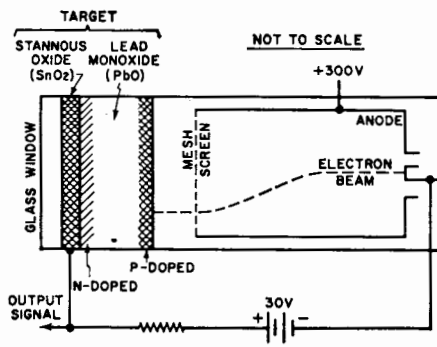 TARGET
STANNOUS OXIDE (SnO2)
LEAD MONOXIDE (PbO)
NOT TO SCALE
+300V
ANODE
GLASS WINDOW
MESH SCREEN
ELECTRON BEAM
P-DOPED
N-DOPED
OUTPUT SIGNAL
30V
+ −